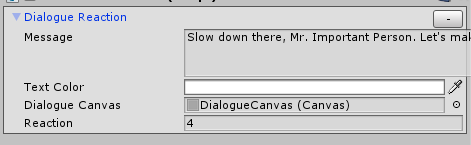 Dialogue Reaction
-
Message
Slow down there, Mr. Important Person. Let's mak
Text Color
Dialogue Canvas
DialogueCanvas (Canvas)
Reaction
4